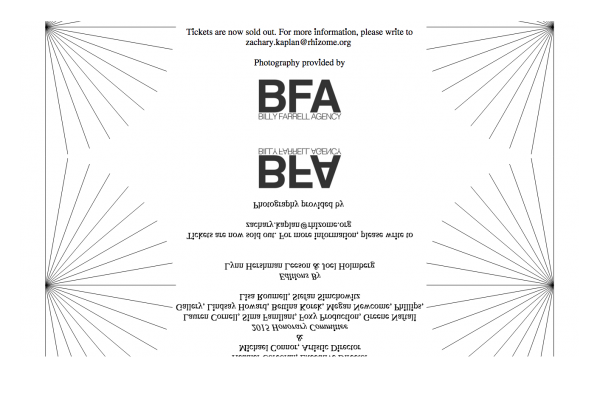 Tickets are now sold out. For more information, please write to
zachary.kaplan@rhizome.org
Photography provided by
BFA
BILLY FARRELL AGENCY
BILLY FARRELL AGENCY
BFA
Photography provided by
zachary.kaplan@rhizome.org
Tickets are now sold out. For more information, please write to
Lynn Hershman Leeson & Joel Holmberg
Editions By
Lisa Roumell, Stefan Simchowitz
Gallery, Lindsay Howard, Bettina Korek, Megan Newcome, Phillips,
Lauren Cornell, Sima Familant, Foxy Production, Greene Naftali
2015 Honorary Committee
&
Michael Connor, Artistic Director
Executive Director